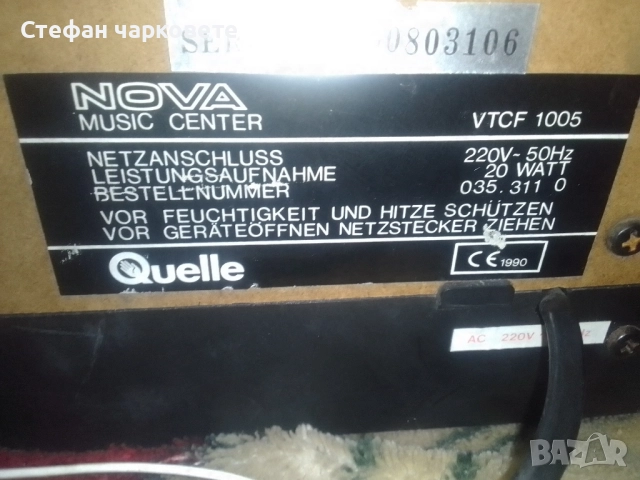 Стефан чарколете
SER 0803106
NOVA
MUSIC CENTER VTCF 1005
NETZANSCHLUSS 220V~50Hz
LEISTUNGSAUFNAHME 20 WATT
BESTELLNUMMER 035.311 0
VOR FEUCHTIGKEIT UND HITZE SCHÜTZEN
VOR GERÄTEÖFFNEN NETZSTECKER ZIEHEN
Quelle CE 1990
AC 220V
BAZAR